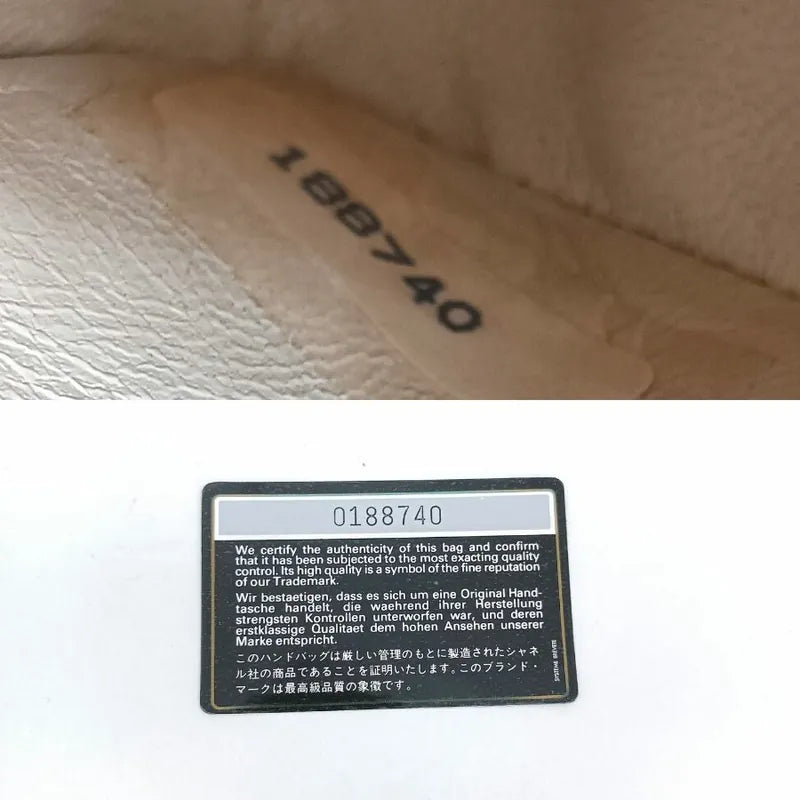 188740
0188740
We certify the authenticity of this bag and confirm
that it has been subjected to the most exacting quality
control. Its high quality is a symbol of the fine reputation
of our Trademark.
Wir bestaetigen, dass es sich um eine Original Hand-
tasche handelt, die waehrend ihrer Herstellung
strengsten Kontrollen unterworfen war, und deren
erstklassige Qualitaet dem hohen Ansehen unserer
Marke entspricht.
このハンドバッグは厳しい管理のもとに製造されたシャネ
ル社の商品であることを証明いたします。このブランド・
マークは最高級品質の象徴です。